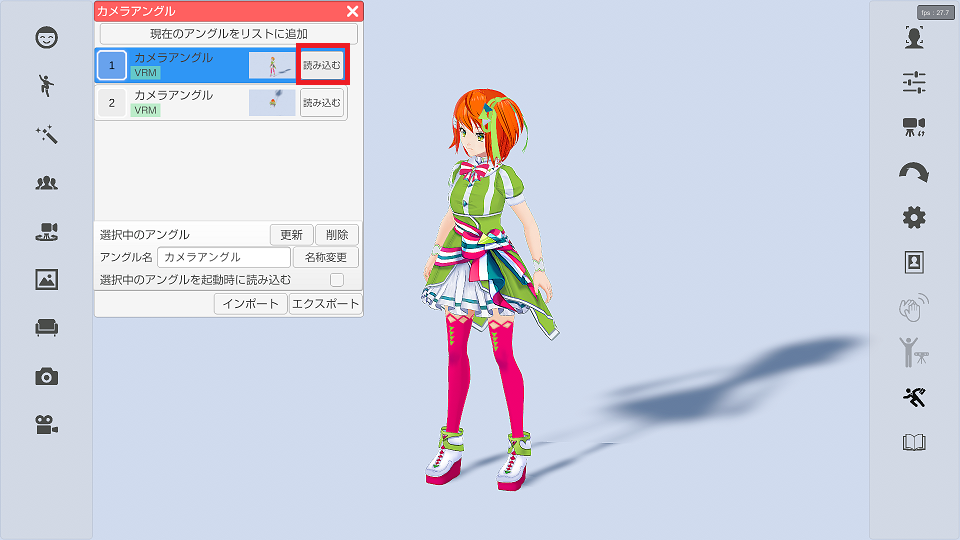 カメラアングル
fps : 27.7
現在のアングルをリストに追加
1 カメラアングル 読み込む
VRM
2 カメラアングル 読み込む
VRM
選択中のアングル 更新 削除
アングル名 カメラアングル 名称変更
選択中のアングルを起動時に読み込む
インポート エクスポート